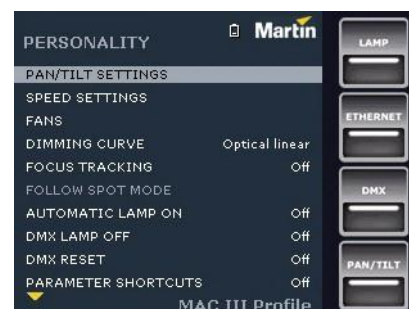 PERSONALITY
Martin
PAN/TILT SETTINGS
SPEED SETTINGS
FANS
DIMMING CURVE Optical linear
FOCUS TRACKING Off
FOLLOW SPOT MODE
AUTOMATIC LAMP ON Off
DMX LAMP OFF Off
DMX RESET Off
PARAMETER SHORTCUTS Off
MAC III Profile
LAMP
ETHERNET
DMX
PAN/TILT